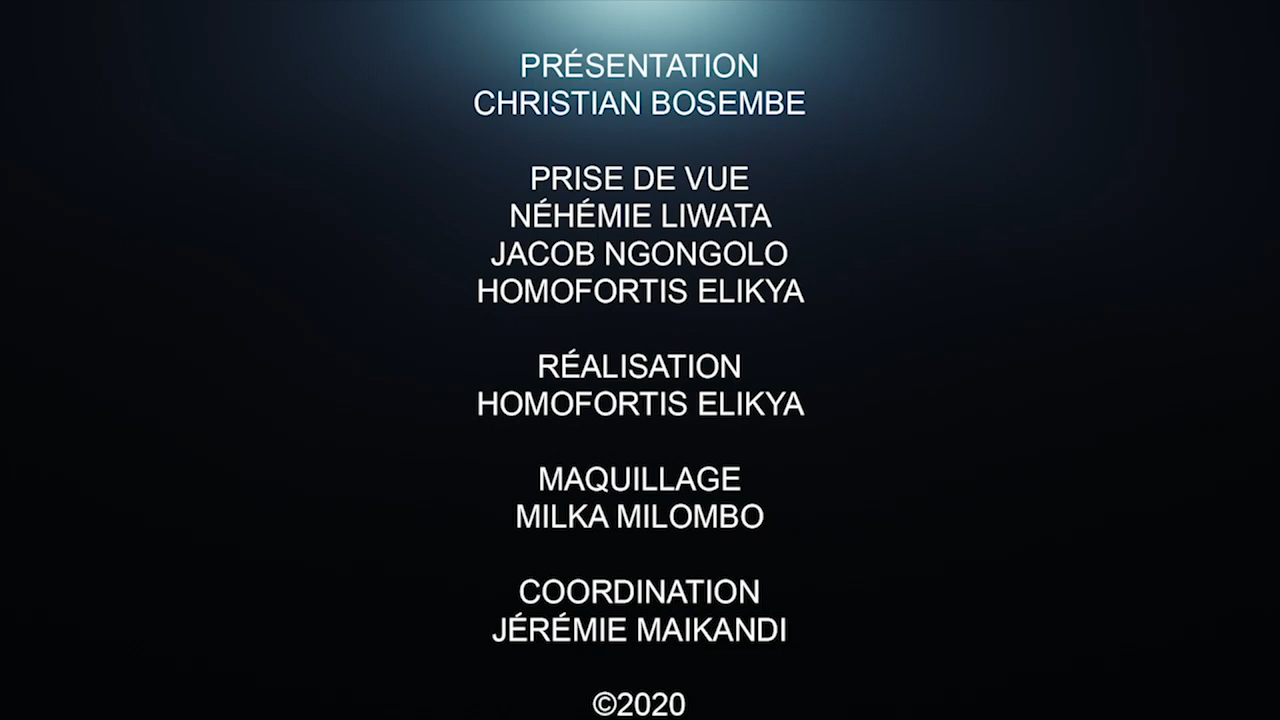 PRÉSENTATION
CHRISTIAN BOSEMBE
PRISE DE VUE
NÉHÉMIE LIWATA
JACOB NGONGOLO
HOMOFORTIS ELIKYA
RÉALISATION
HOMOFORTIS ELIKYA
MAQUILLAGE
MILKA MILOMBO
COORDINATION
JÉRÉMIE MAIKANDI
©2020